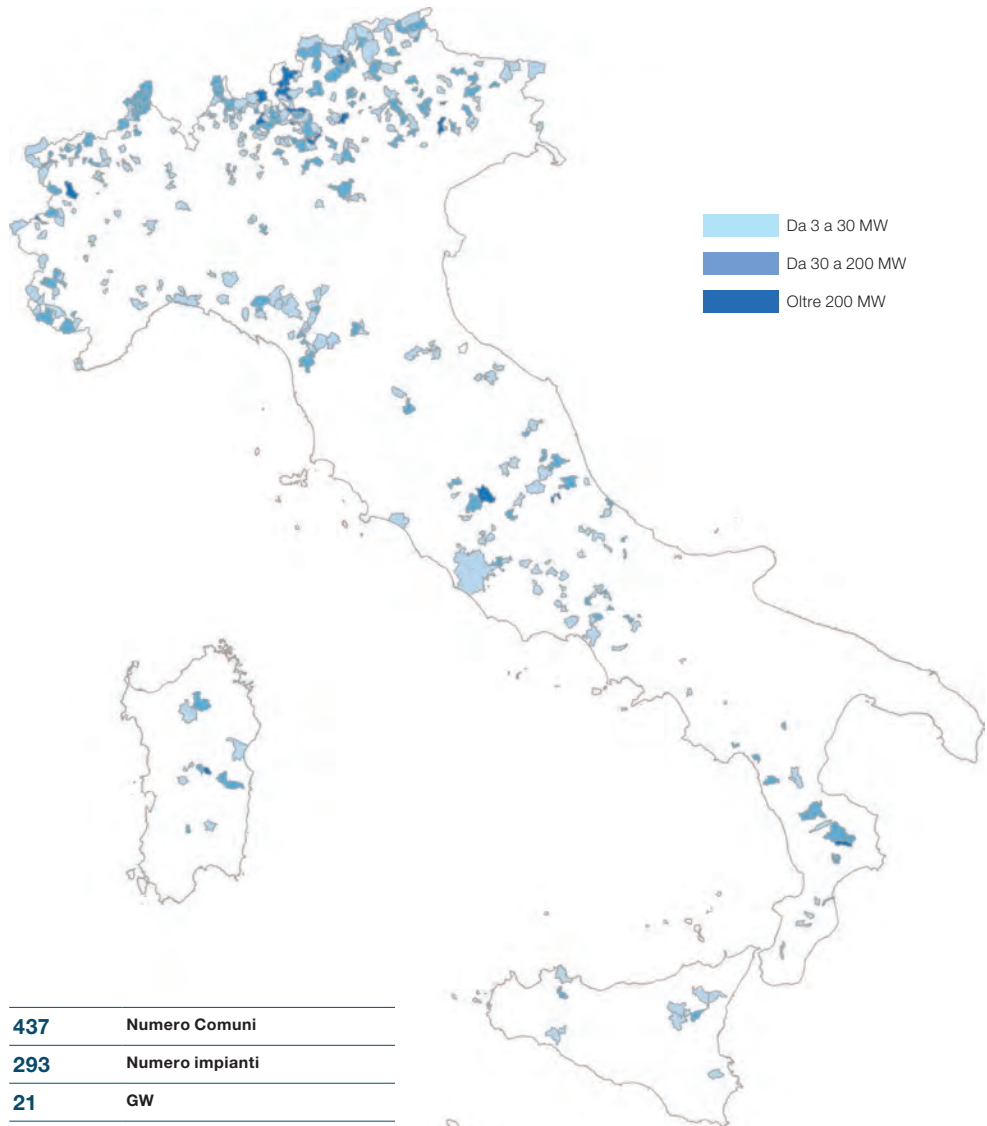 Da 3 a 30 MW
Da 30 a 200 MW
Oltre 200 MW
437 Numero Comuni
293 Numero impianti
21 GW